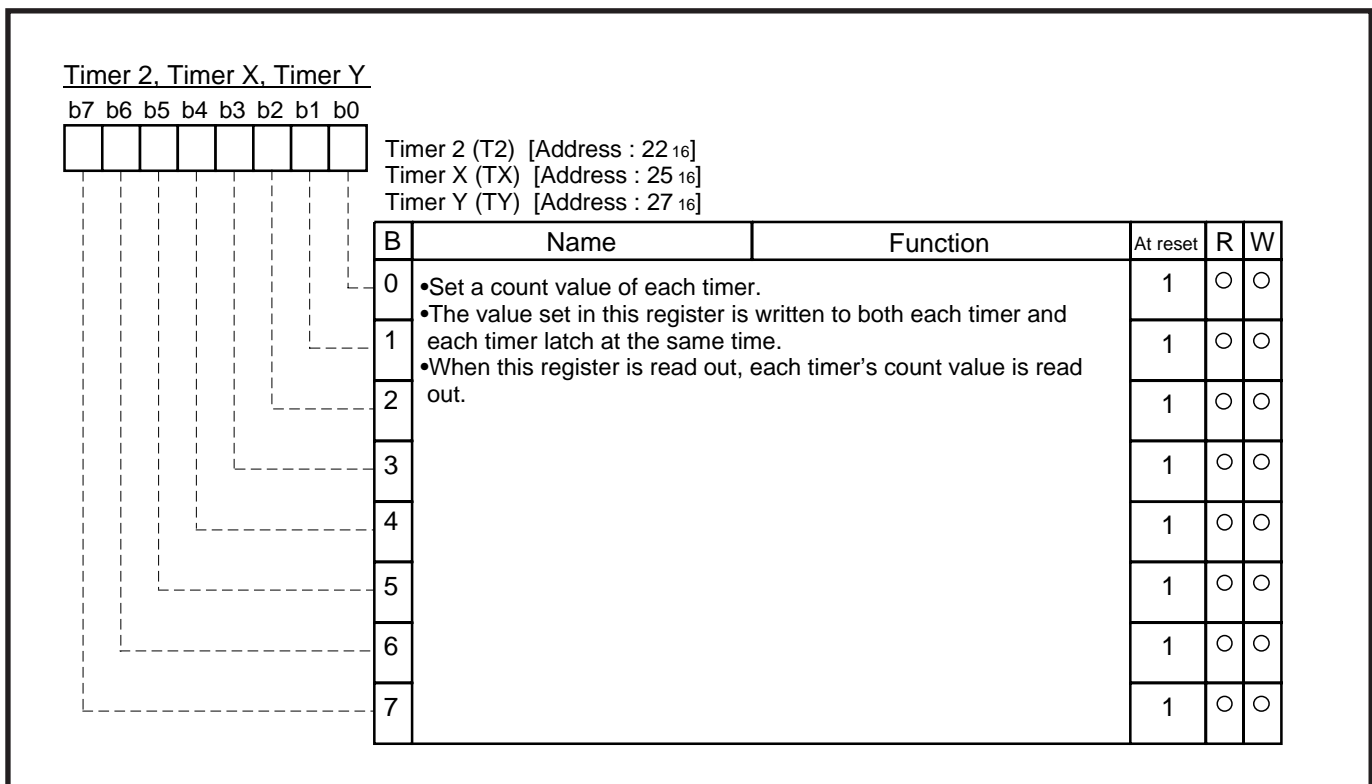 Timer 2, Timer X, Timer Y
b7 b6 b5 b4 b3 b2 b1 b0
Timer 2 (T2) [Address : 22 16]
Timer X (TX) [Address : 25 16]
Timer Y (TY) [Address : 27 16]
B Name Function At reset R W
0 •Set a count value of each timer. 1 ○ ○
•The value set in this register is written to both each timer and
1 each timer latch at the same time. 1 ○ ○
•When this register is read out, each timer's count value is read
2 out. 1 ○ ○
3 1 ○ ○
4 1 ○ ○
5 1 ○ ○
6 1 ○ ○
7 1 ○ ○